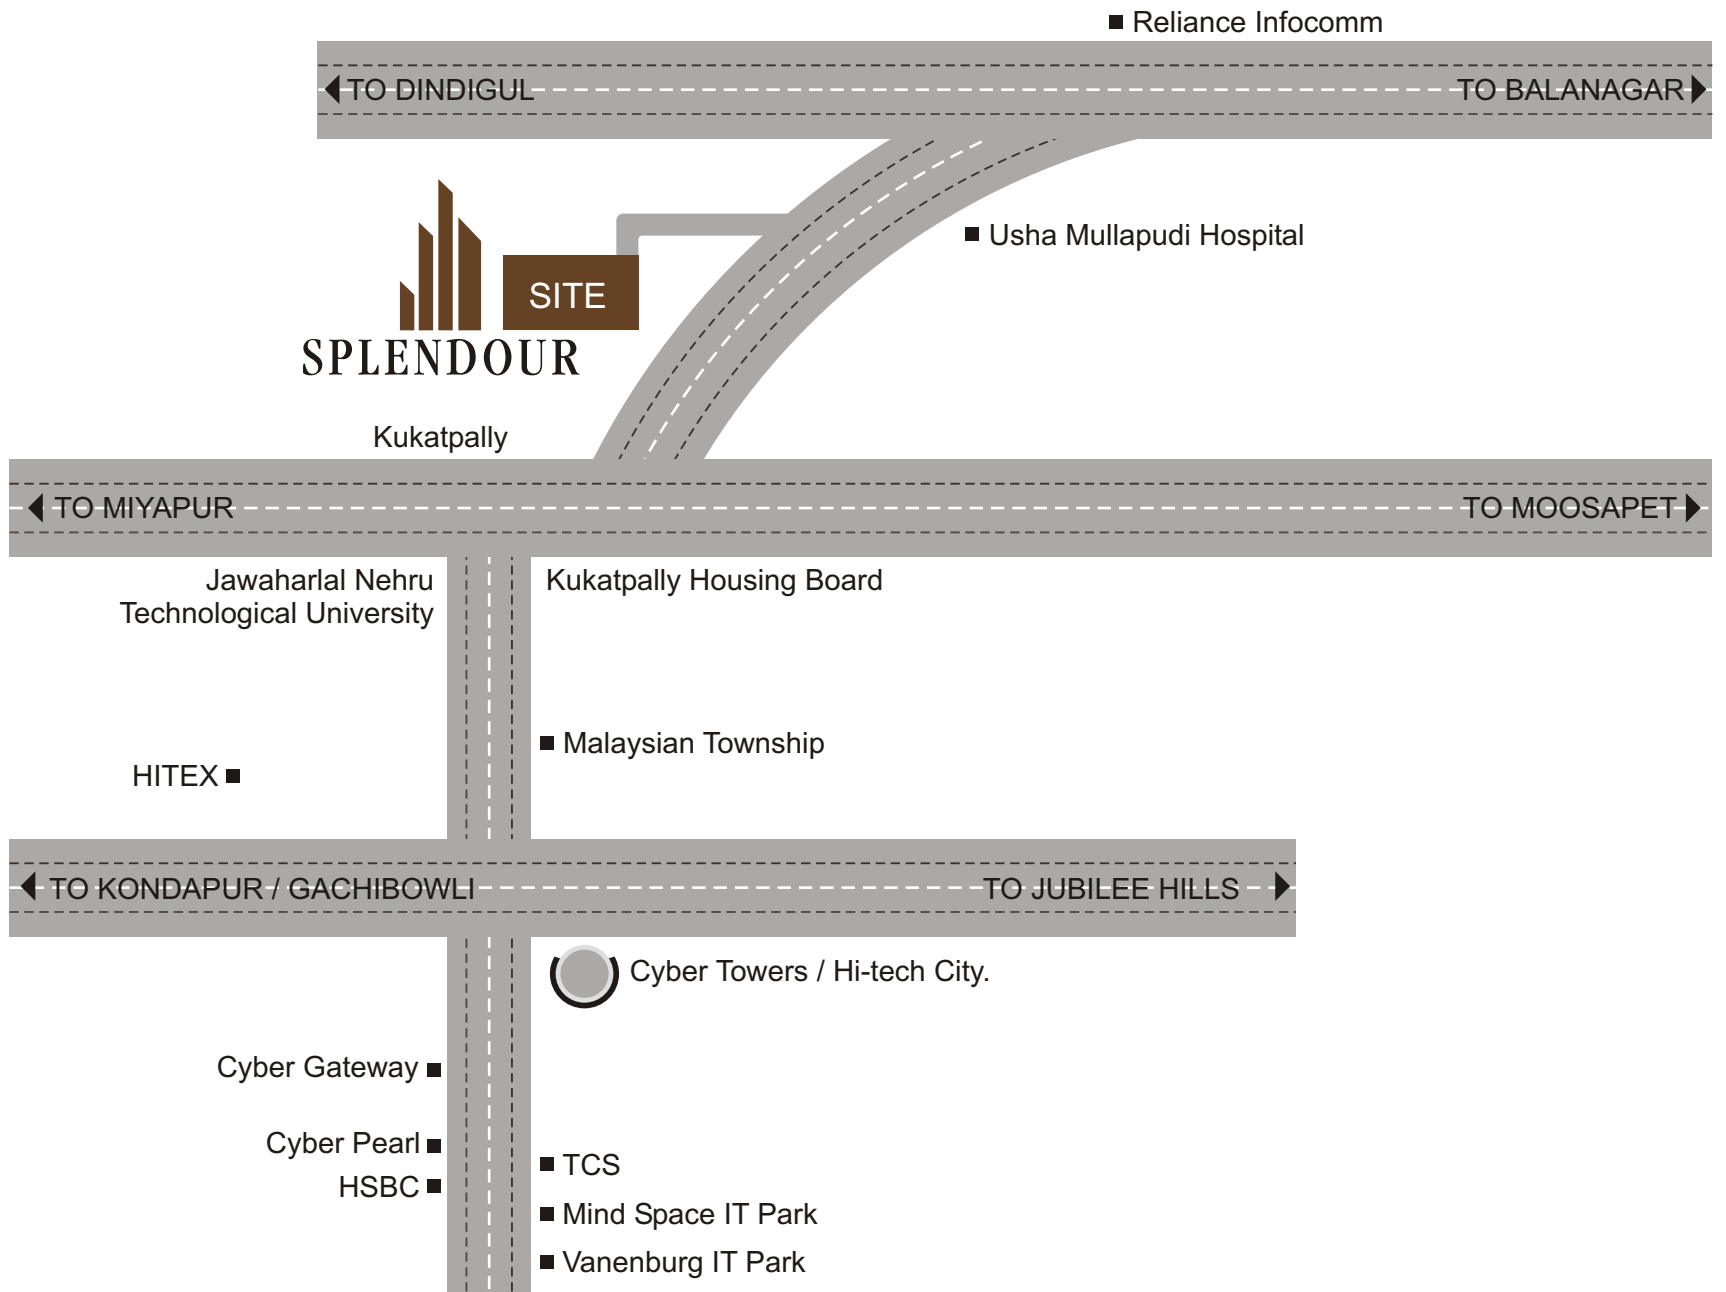 Reliance Infocomm
TO DINDIGUL
TO BALANAGAR
Usha Mullapudi Hospital
SITE
SPLENDOUR
Kukatpally
TO MIYAPUR
TO MOOSAPET
Jawaharlal Nehru
Technological University
Kukatpally Housing Board
Malaysian Township
HITEX
TO KONDAPUR / GACHIBOWLI
TO JUBILEE HILLS
Cyber Towers / Hi-tech City.
Cyber Gateway
Cyber Pearl
TCS
HSBC
Mind Space IT Park
Vanenburg IT Park